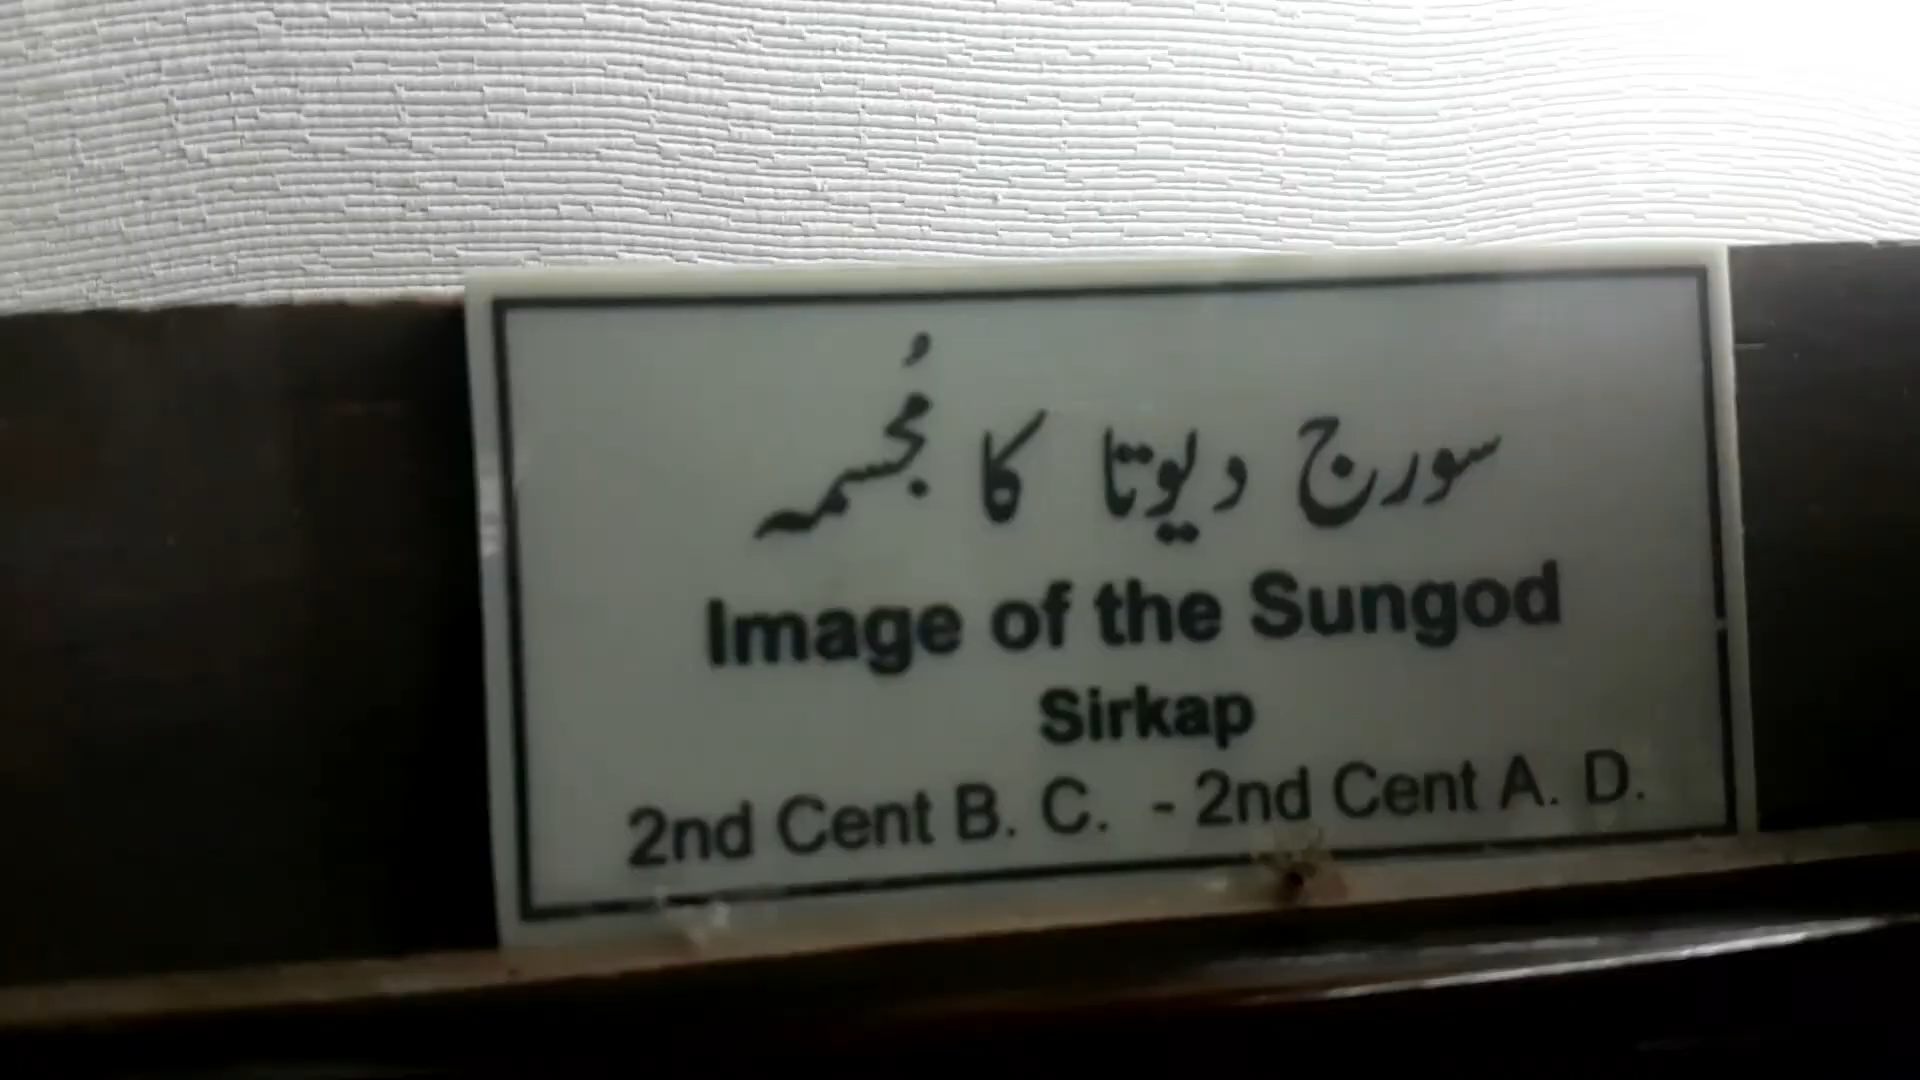 سورج دیوتا کا مُجسمہ
Image of the Sungod
Sirkap
2nd Cent B. C. - 2nd Cent A. D.